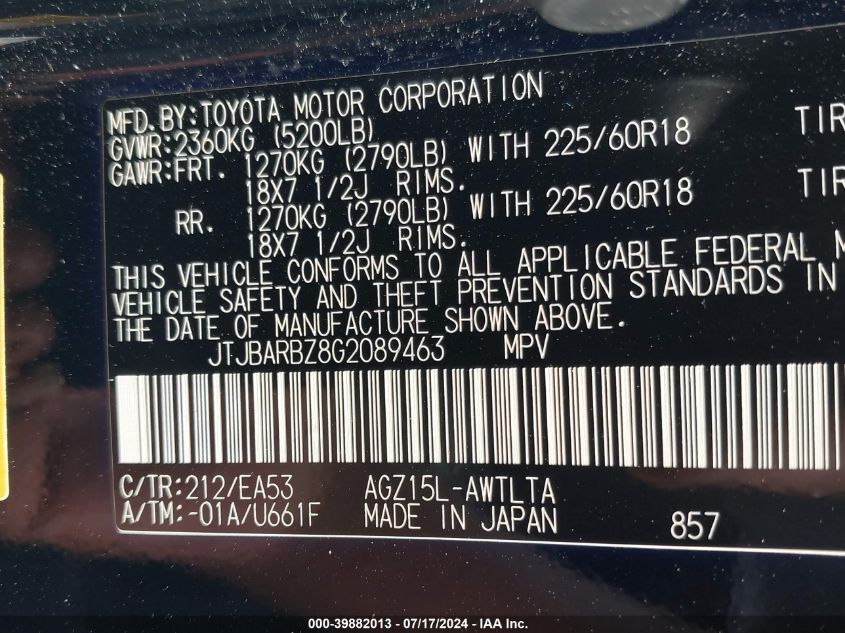 MFD.BY:TOYOTA MOTOR CORPORATION
GVWR:2360KG (5200LB)
GAWR:FRT. 1270KG (2790LB) WITH 225/60R18 TIR
18X7 1/2J RIMS.
RR. 1270KG (2790LB) WITH 225/60R18 TIR
18X7 1/2J RIMS.
THIS VEHICLE CONFORMS TO ALL APPLICABLE FEDERAL M
VEHICLE SAFETY AND THEFT PREVENTION STANDARDS IN
THE DATE OF MANUFACTURE SHOWN ABOVE.
JTJBARBZ8G2089463 MPV
C/TR:212/EA53 AGZ15L-AWTLTA
A/TM:-01A/U661F MADE IN JAPAN 857
000-39882013 - 07/17/2024 - IAA Inc.